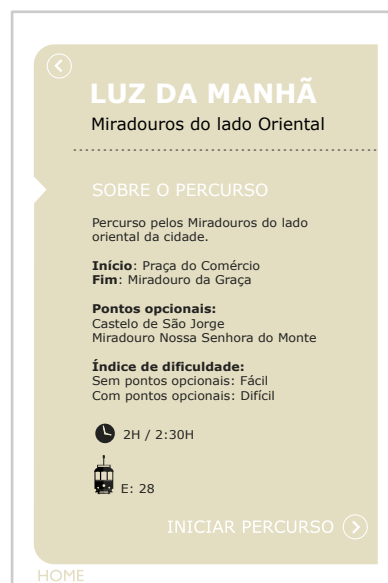 LUZ DA MANHÃ
Miradouros do lado Oriental
SOBRE O PERCURSO
Percurso pelos Miradouros do lado
oriental da cidade.
Início: Praça do Comércio
Fim: Miradouro da Graça
Pontos opcionais:
Castelo de São Jorge
Miradouro Nossa Senhora do Monte
Índice de dificuldade:
Sem pontos opcionais: Fácil
Com pontos opcionais: Difícil
2H / 2:30H
E: 28
INICIAR PERCURSO
HOME